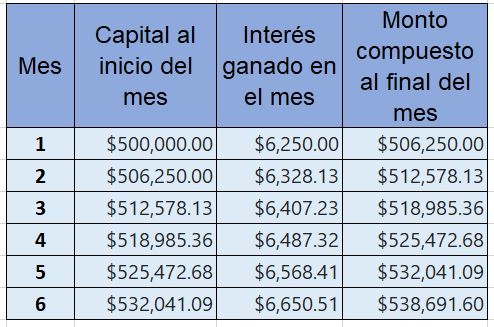 Mes Capital al inicio del mes Interés ganado en el mes Monto compuesto al final del mes
1 $500,000.00 $6,250.00 $506,250.00
2 $506,250.00 $6,328.13 $512,578.13
3 $512,578.13 $6,407.23 $518,985.36
4 $518,985.36 $6,487.32 $525,472.68
5 $525,472.68 $6,568.41 $532,041.09
6 $532,041.09 $6,650.51 $538,691.60